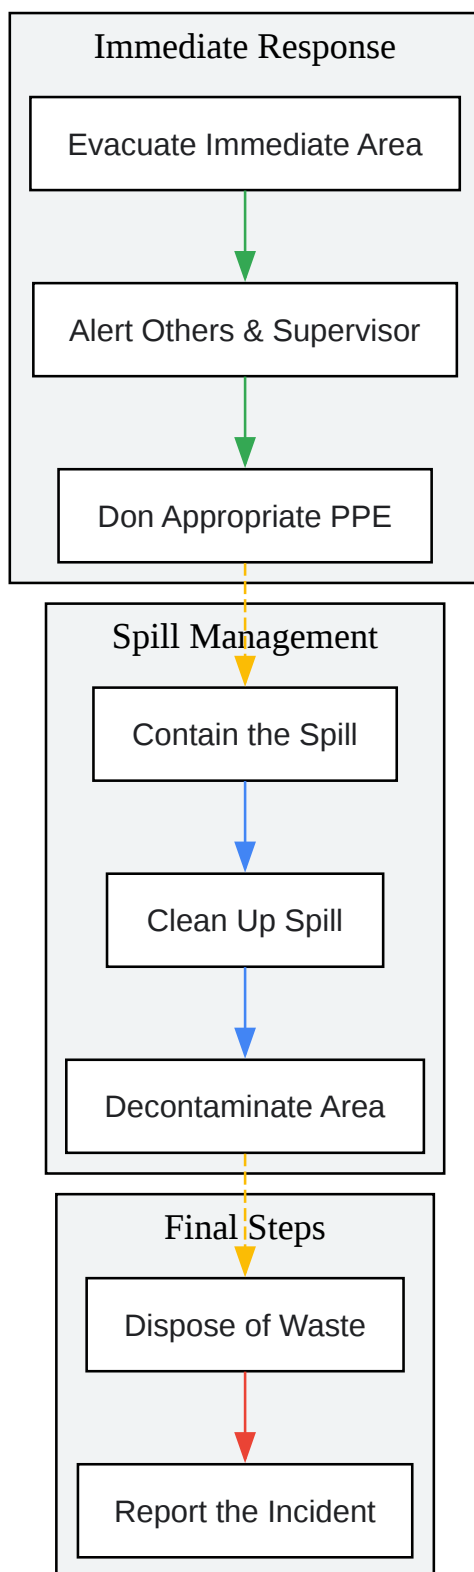 Immediate Response
Evacuate Immediate Area
Alert Others & Supervisor
Don Appropriate PPE
Spill Management
Contain the Spill
Clean Up Spill
Decontaminate Area
Final Steps
Dispose of Waste
Report the Incident